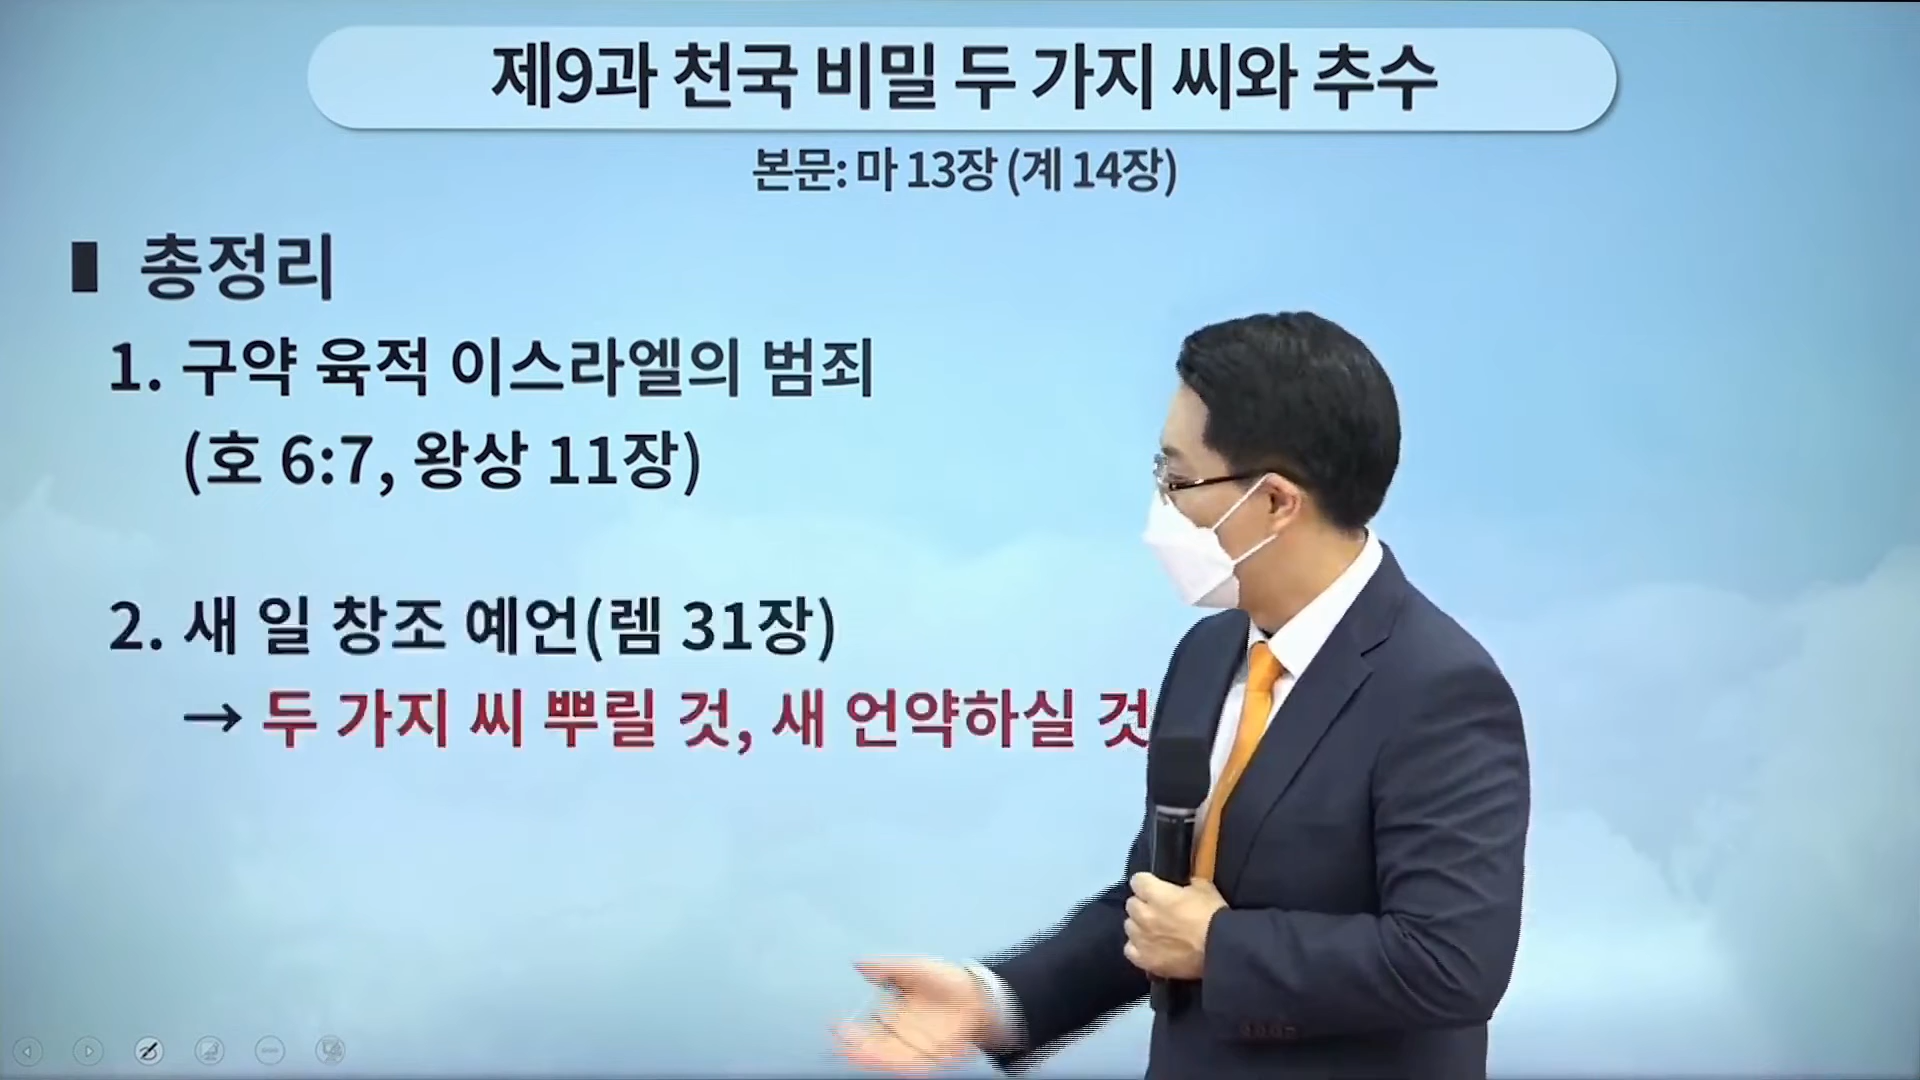 제9과 천국 비밀 두 가지 씨와 추수
본문: 마 13장 (계 14장)
총정리
1. 구약 육적 이스라엘의 범죄
(호 6:7, 왕상 11장)
2. 새 일 창조 예언(렘 31장)
→ 두 가지 씨 뿌릴 것, 새 언약하실 것